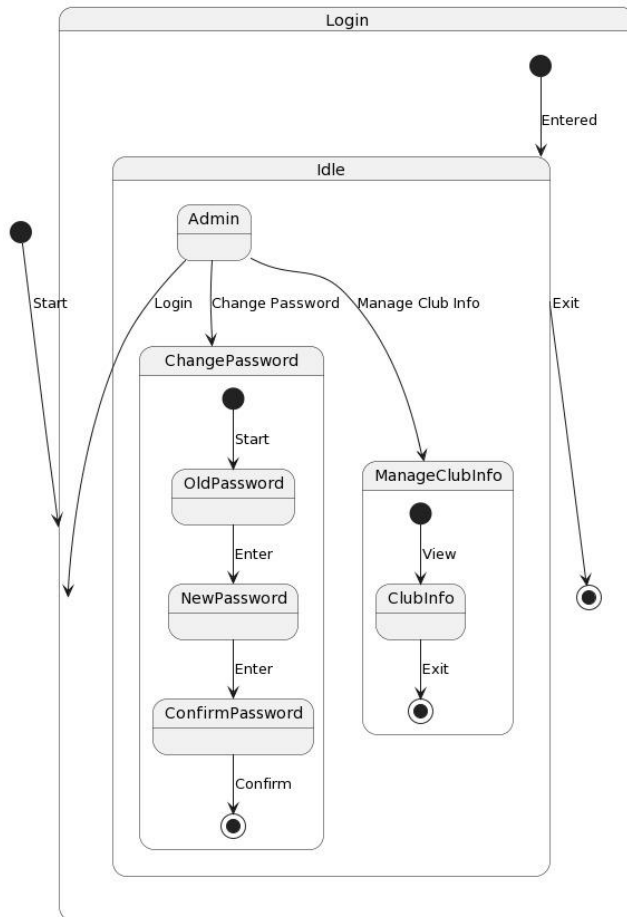 Login
Entered
Idle
Admin
Start
Login
Change Password
Manage Club Info
Exit
ChangePassword
Start
ManageClubInfo
OldPassword
View
Enter
NewPassword
ClubInfo
Enter
Exit
ConfirmPassword
Confirm